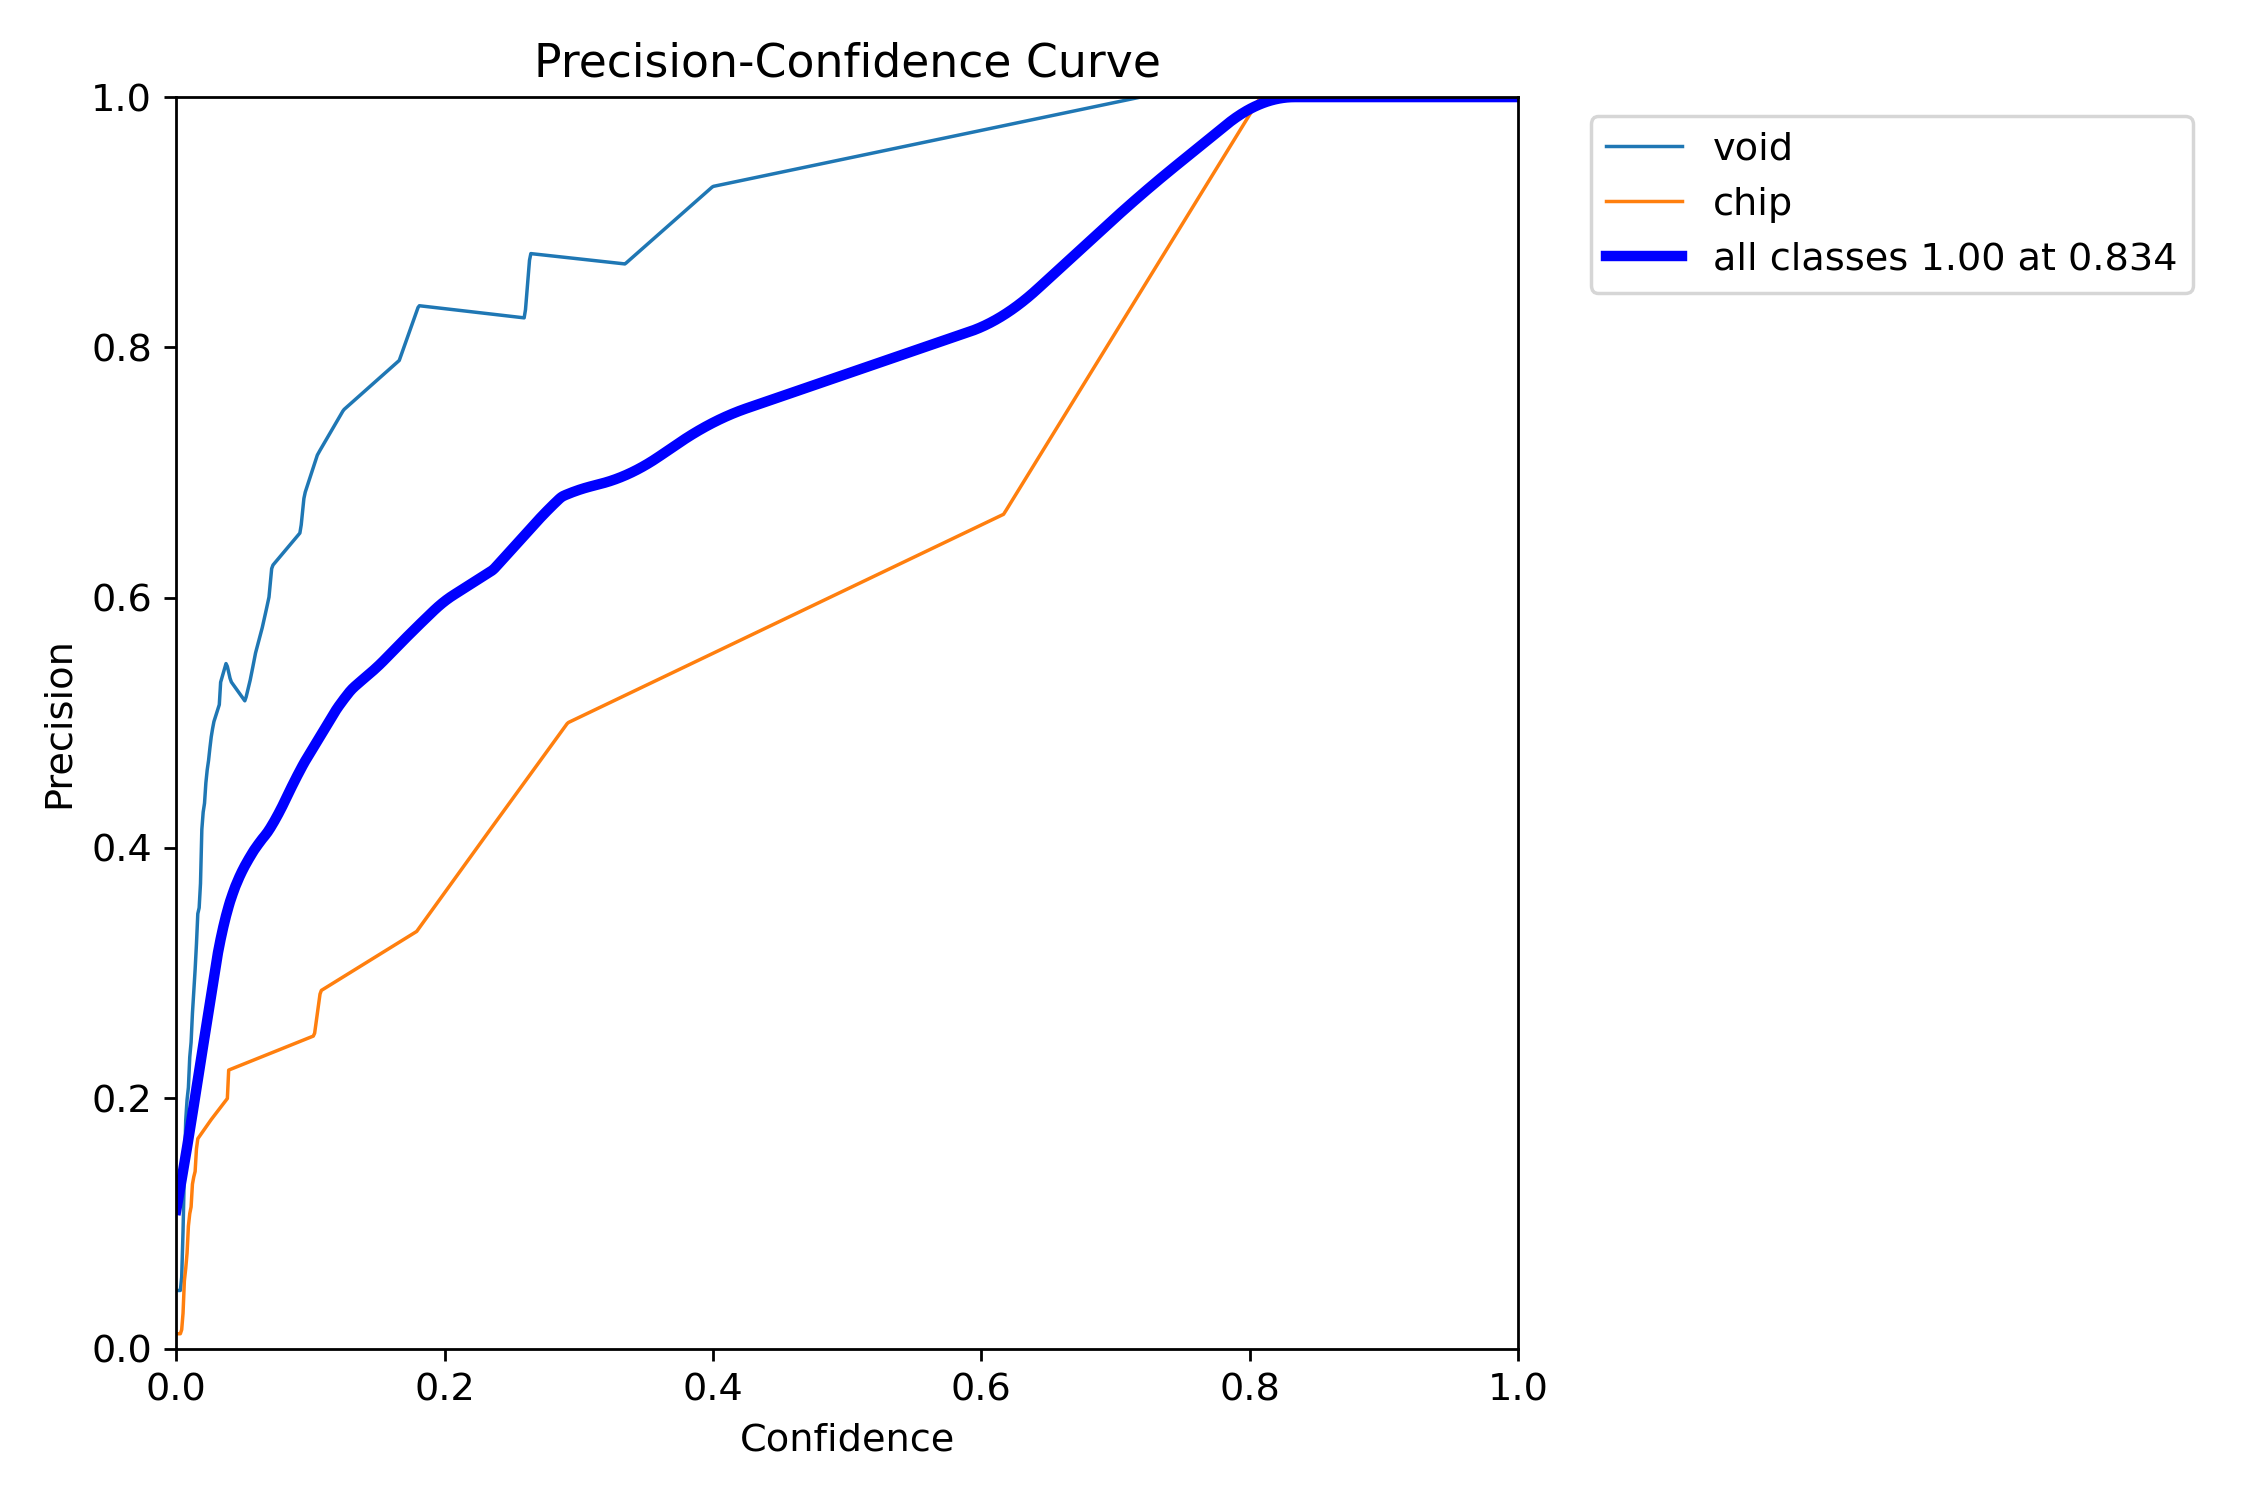 Precision-Confidence Curve
void
chip
all classes 1.00 at 0.834
Precision
1.0
0.8
0.6
0.4
0.2
0.0
0.0 0.2 0.4 0.6 0.8 1.0
Confidence